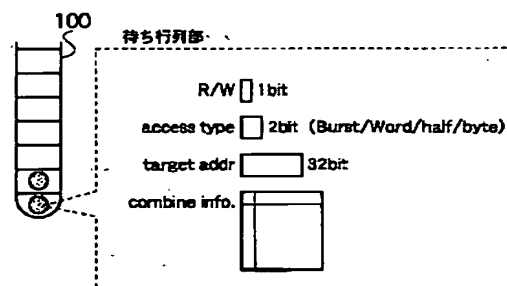 100
待ち行列部
R/W 1bit
access type 2bit (Burst/Word/half/byte)
target addr 32bit
combine info.